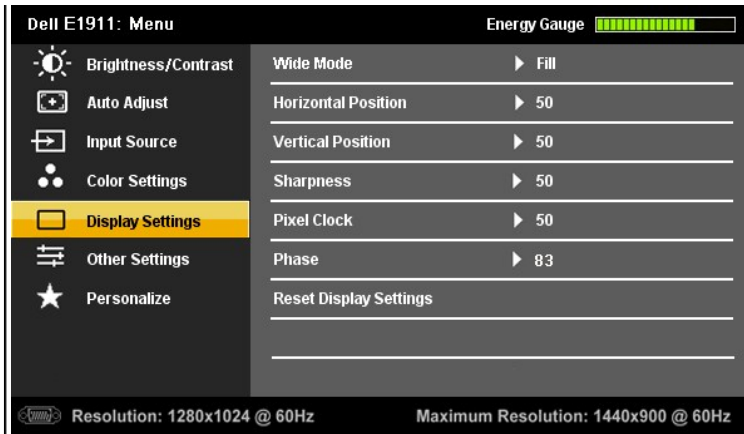 Dell E1911: Menu Energy Gauge
Brightness/Contrast
Auto Adjust
Input Source
Color Settings
Display Settings
Other Settings
Personalize
Wide Mode Fill
Horizontal Position 50
Vertical Position 50
Sharpness 50
Pixel Clock 50
Phase 83
Reset Display Settings
Resolution: 1280x1024 @ 60Hz Maximum Resolution: 1440x900 @ 60Hz